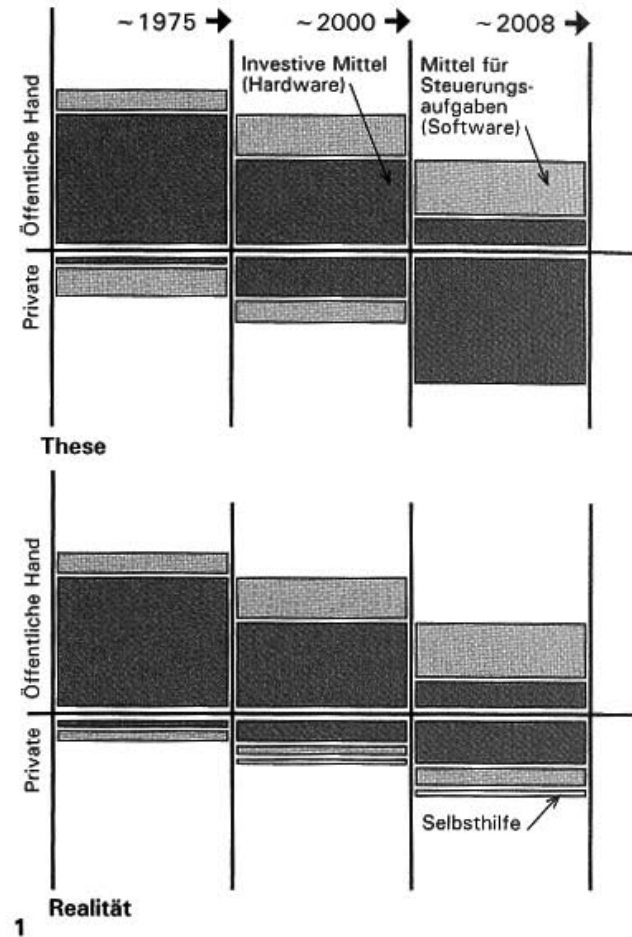 ~1975 → ~2000 → ~2008 →
Investive Mittel
(Hardware)
Mittel für
Steuerungs-
aufgaben
(Software)
Öffentliche Hand
Private
These
Öffentliche Hand
Private
Selbsthilfe
Realität
1